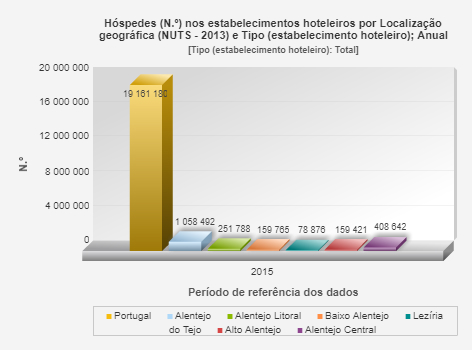 Hóspedes (N.º) nos estabelecimentos hoteleiros por Localização
geográfica (NUTS - 2013) e Tipo (estabelecimento hoteleiro); Anual
[Tipo (estabelecimento hoteleiro): Total]
20 000 000
16 000 000
12 000 000
8 000 000
4 000 000
0
N.º
19 161 180
1 058 492
251 788
159 765
78 876
159 421
408 642
2015
Período de referência dos dados
Portugal Alentejo Alentejo Litoral Baixo Alentejo Lezíria
do Tejo Alto Alentejo Alentejo Central